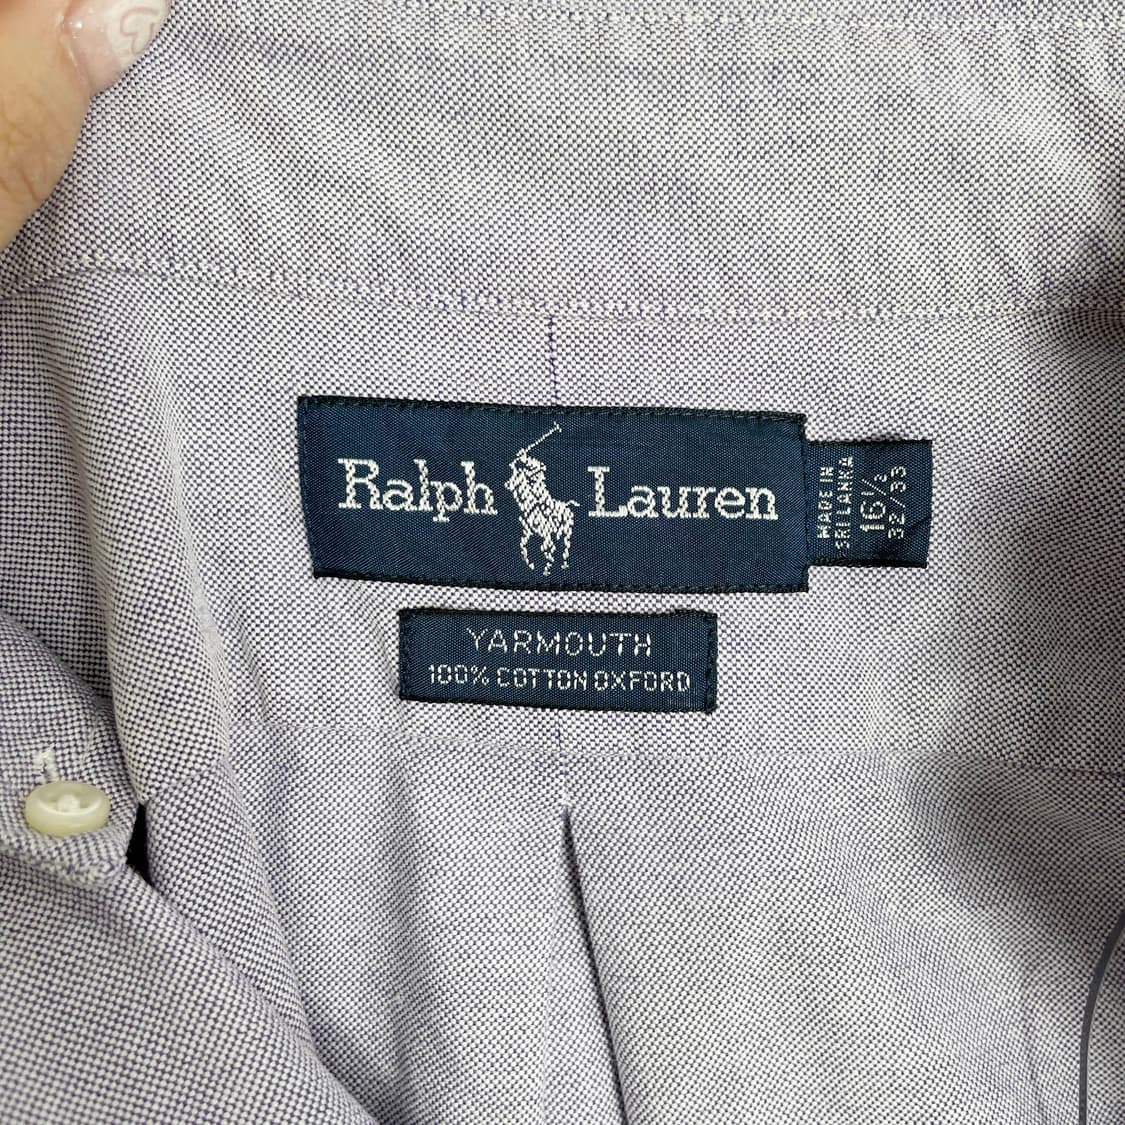 Ralph Lauren
MADE IN
SRI LANKA
16½
32/33
YARMOUTH
100% COTTON OXFORD